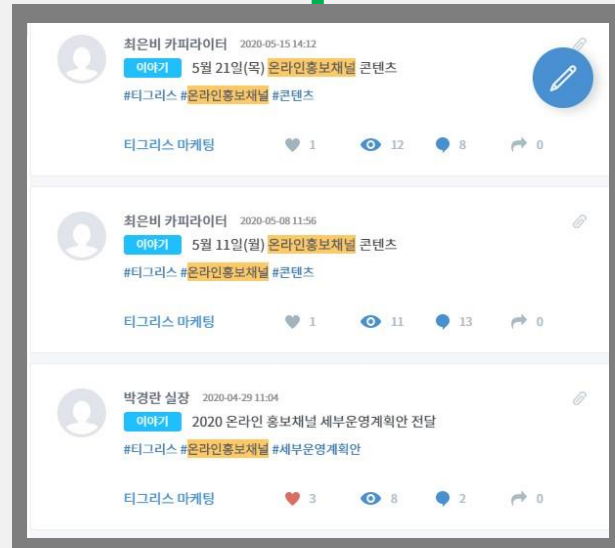 최은비 카피라이터 2020-05-15 14:12
이야기 5월 21일(목) 온라인홍보채널 콘텐츠
#티그리스 #온라인홍보채널 #콘텐츠
티그리스 마케팅 1 12 8 0
최은비 카피라이터 2020-05-08 11:56
이야기 5월 11일(월) 온라인홍보채널 콘텐츠
#티그리스 #온라인홍보채널 #콘텐츠
티그리스 마케팅 1 11 13 0
박경란 실장 2020-04-29 11:04
이야기 2020 온라인 홍보채널 세부운영계획안 전달
#티그리스 #온라인홍보채널 #세부운영계획안
티그리스 마케팅 3 8 2 0